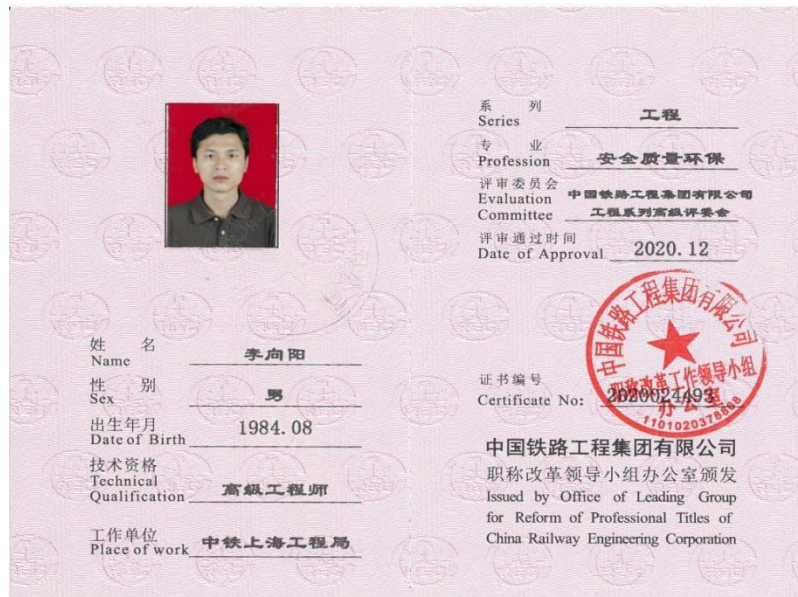 姓名 李向阳
Name
性别 男
Sex
出生年月 1984.08
Date of Birth
技术资格
Technical 高级工程师
Qualification
工作单位 中铁上海工程局
Place of work
系列 工程
Series
专业 安全质量环保
Profession
评审委员会
Evaluation 中国铁路工程集团有限公司
Committee 工程系列高级评委会
评审通过时间
Date of Approval 2020.12
中国铁路工程集团有限公司
职称改革工作领导小组
办公室
证书编号
Certificate No: 2020024493
中国铁路工程集团有限公司
职称改革领导小组办公室颁发
Issued by Office of Leading Group
for Reform of Professional Titles of
China Railway Engineering Corporation